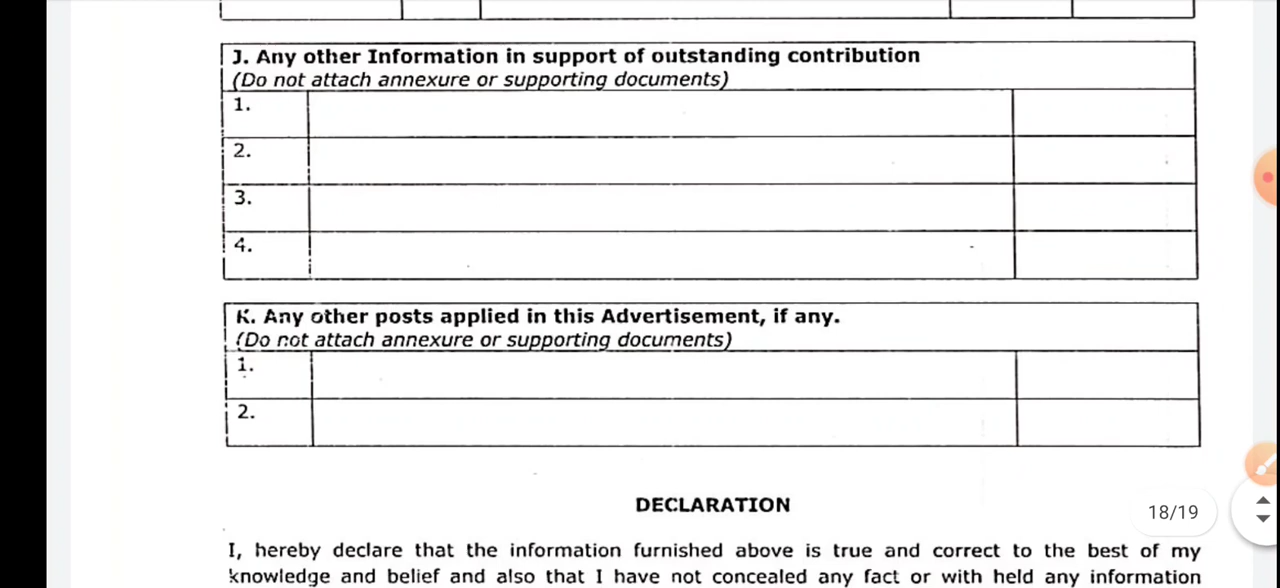 J. Any other Information in support of outstanding contribution
(Do not attach annexure or supporting documents)
1.
2.
3.
4.
K. Any other posts applied in this Advertisement, if any.
(Do not attach annexure or supporting documents)
1.
2.
DECLARATION
18/19
I, hereby declare that the information furnished above is true and correct to the best of my
knowledge and belief and also that I have not concealed any fact or with held any information